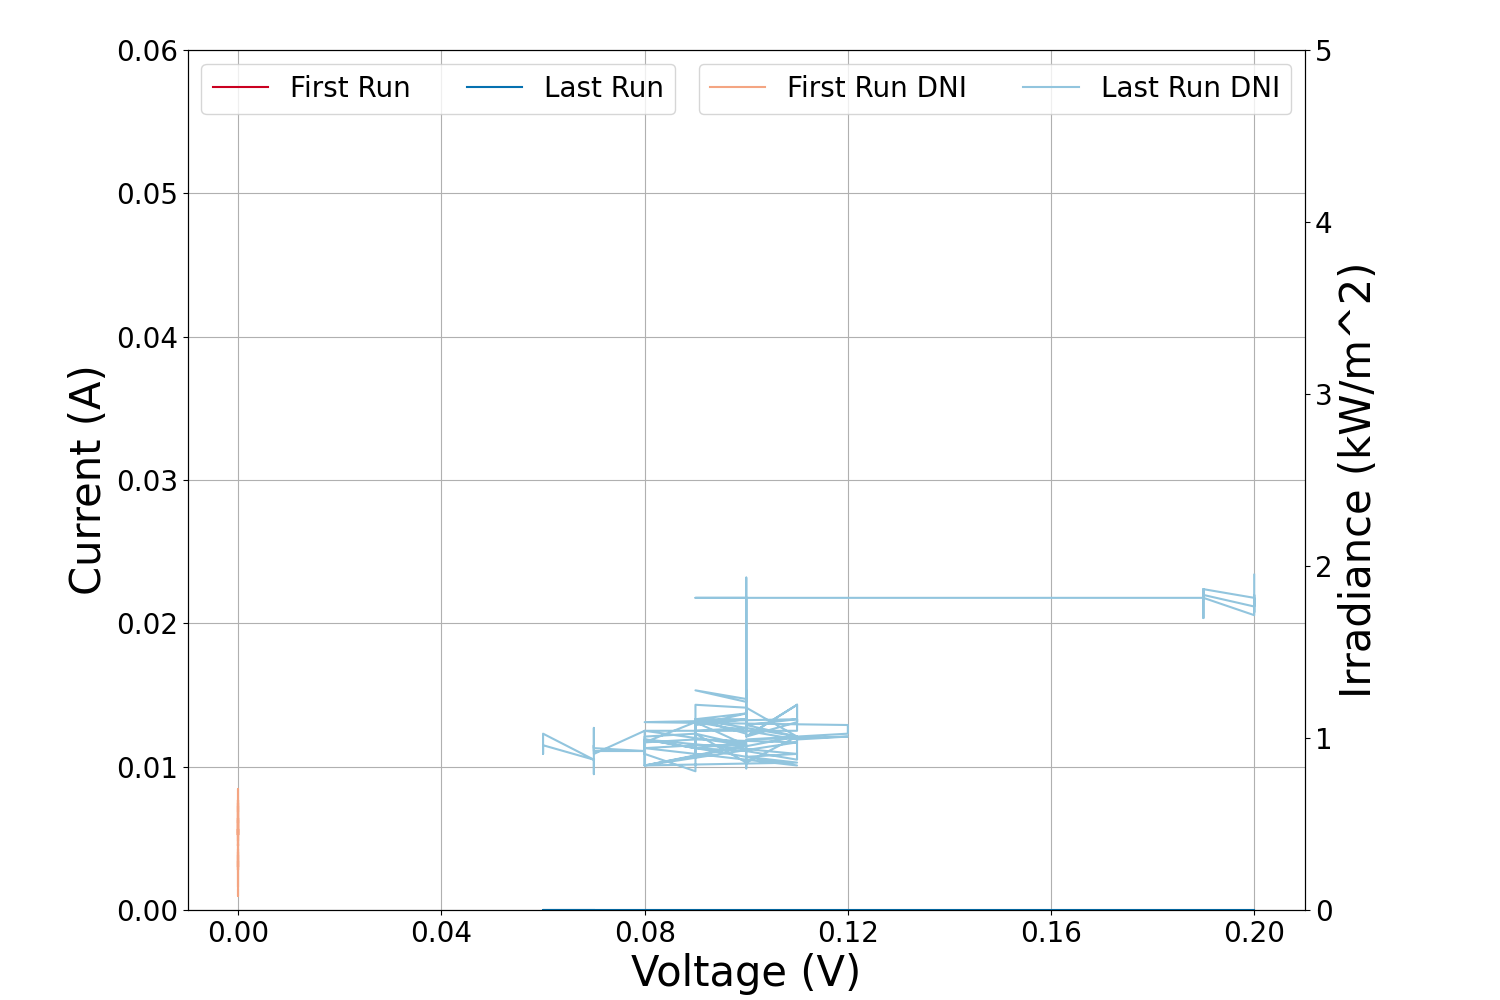 First Run
Last Run
First Run DNI
Last Run DNI
0.06
0.05
0.04
0.03
0.02
0.01
0.00
Current (A)
5
4
3
2
1
0
Irradiance (kW/m^2)
0.00 0.04 0.08 0.12 0.16 0.20
Voltage (V)